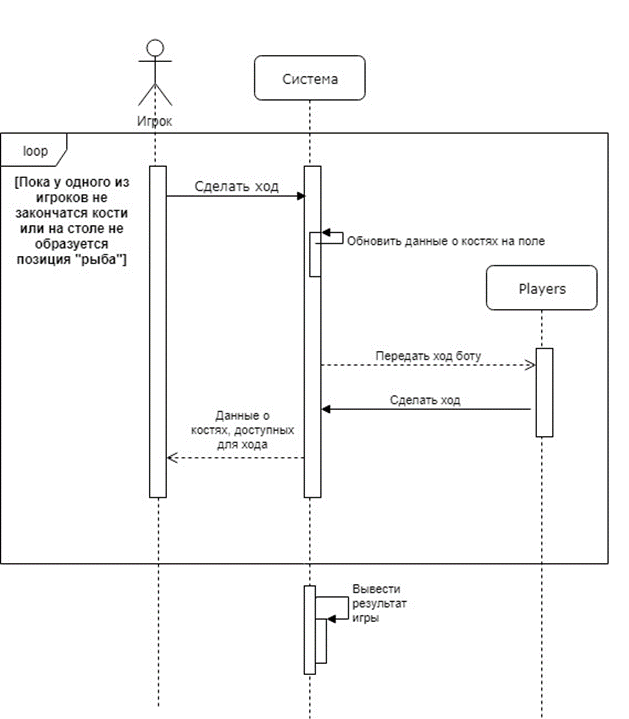 Система
Игрок
loop
[Пока у одного из
игроков не
закончатся кости
или на столе не
образуется
позиция "рыба"]
Сделать ход
Обновить данные о костях на поле
Players
Передать ход боту
Сделать ход
Данные о
костях, доступных
для хода
Вывести
результат
игры